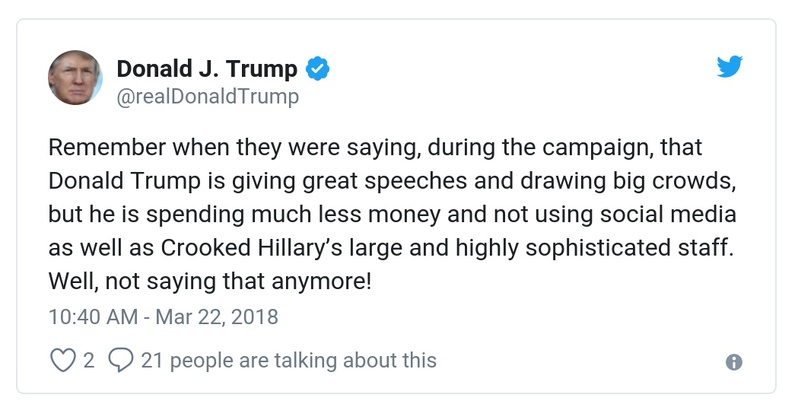 Donald J. Trump
@realDonaldTrump
Remember when they were saying, during the campaign, that
Donald Trump is giving great speeches and drawing big crowds,
but he is spending much less money and not using social media
as well as Crooked Hillary’s large and highly sophisticated staff.
Well, not saying that anymore!
10:40 AM - Mar 22, 2018
2 21 people are talking about this